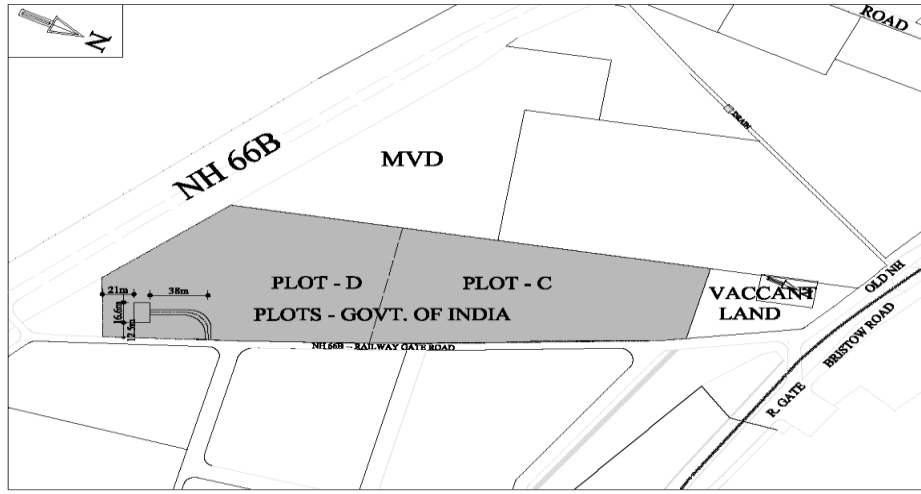 N
ROAD
NH 66B
DRAIN
MVD
PLOT - D
PLOT - C
21m
38m
16.6m
12.5m
PLOTS - GOVT. OF INDIA
VACCANT
LAND
OLD NH
NH 66B - RAILWAY GATE ROAD
BRISTOW ROAD
R. GATE